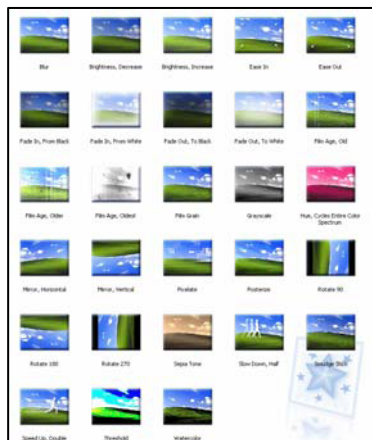 Blur
Brightness, Decrease
Brightness, Increase
Ease In
Ease Out
Fade In, From Black
Fade In, From White
Fade Out, To Black
Fade Out, To White
Film Age, Old
Film Age, Older
Film Age, Oldest
Film Grain
Grayscale
Hue, Cycles Entire Color
Spectrum
Mirror, Horizontal
Mirror, Vertical
Pixelate
Posterize
Rotate 90
Rotate 180
Rotate 270
Sepia Tone
Slow Down, Half
Smudge Stick
Speed Up, Double
Threshold
Watercolor